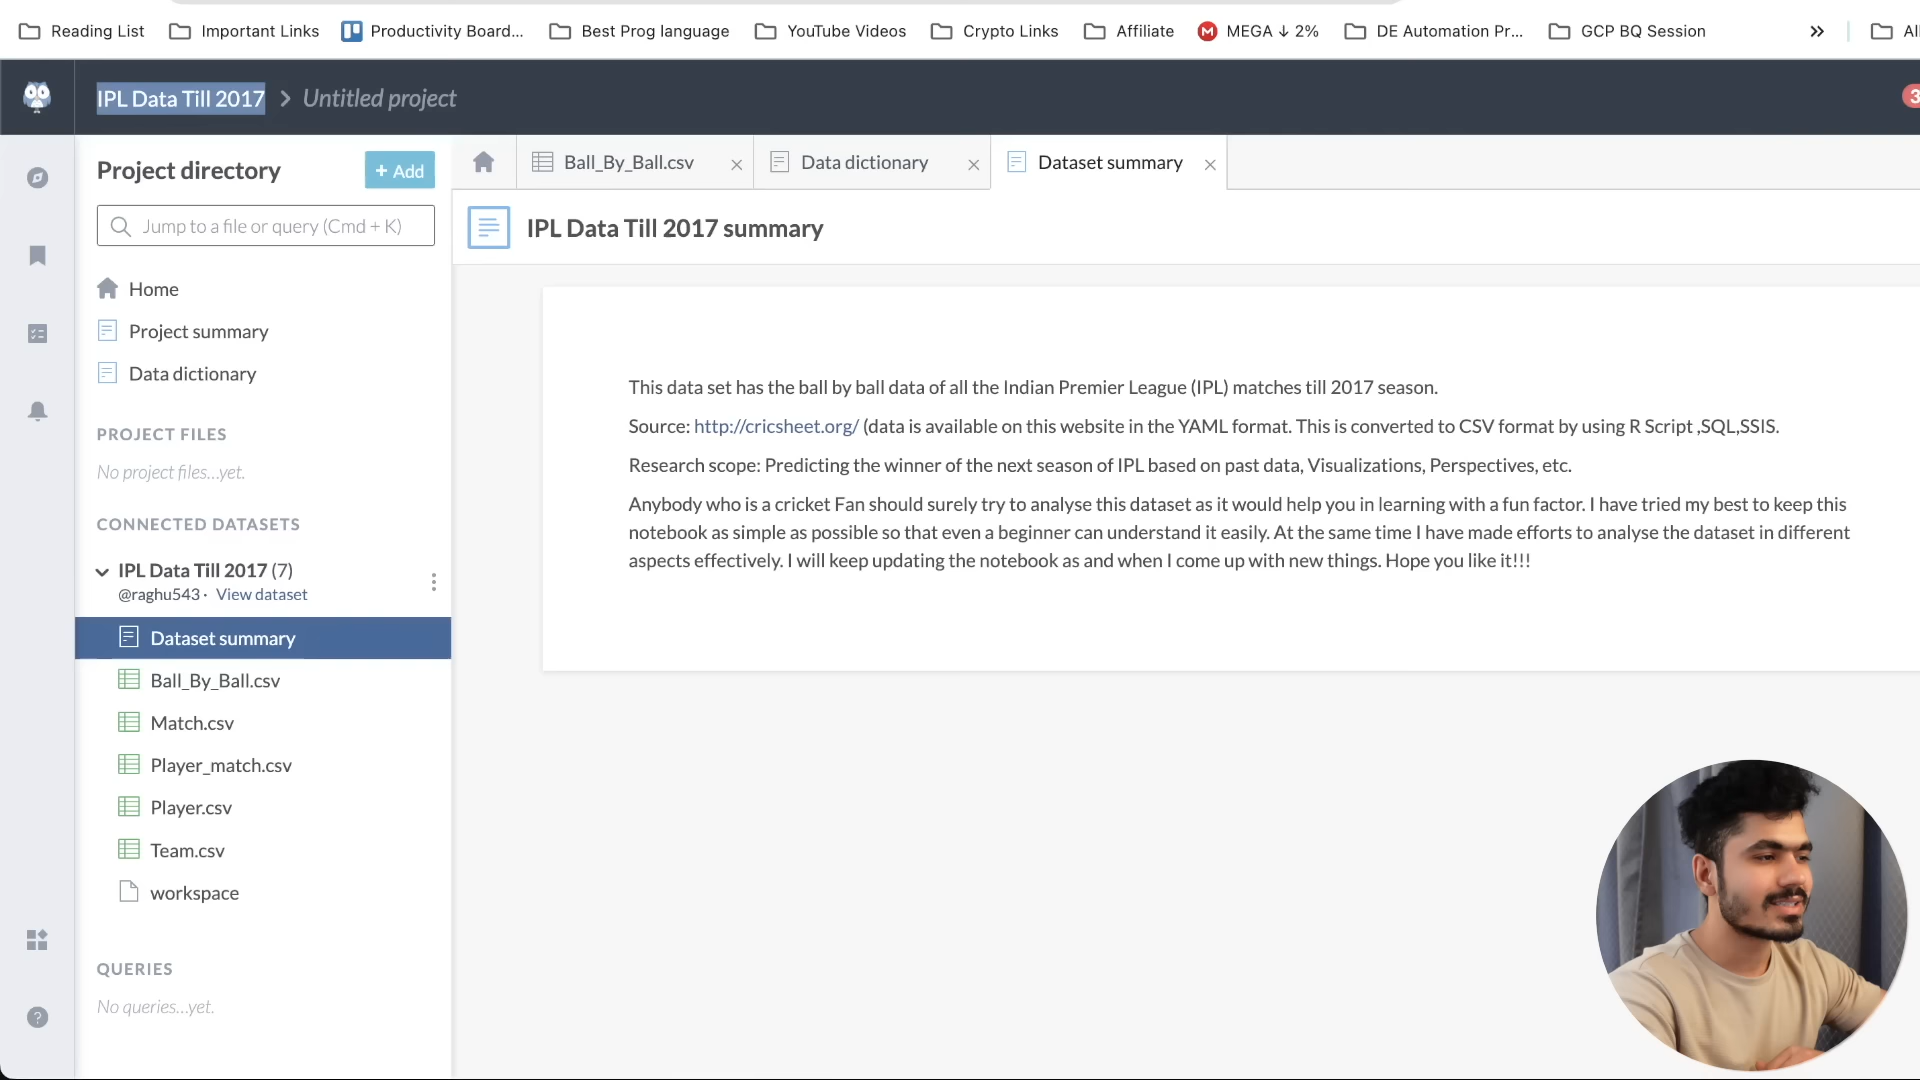 Reading List Important Links Productivity Board... Best Prog language YouTube Videos Crypto Links Affiliate MEGA ↓ 2% DE Automation Pr... GCP BQ Session » All
IPL Data Till 2017 > Untitled project 3
Project directory + Add
Ball_By_Ball.csv × Data dictionary × Dataset summary ×
Jump to a file or query (Cmd + K)
IPL Data Till 2017 summary
Home
Project summary
Data dictionary
PROJECT FILES
No project files...yet.
CONNECTED DATASETS
IPL Data Till 2017 (7)
@raghu543 · View dataset
Dataset summary
Ball_By_Ball.csv
Match.csv
Player_match.csv
Player.csv
Team.csv
workspace
QUERIES
No queries...yet.
This data set has the ball by ball data of all the Indian Premier League (IPL) matches till 2017 season.
Source: http://cricsheet.org/ (data is available on this website in the YAML format. This is converted to CSV format by using R Script ,SQL,SSIS.
Research scope: Predicting the winner of the next season of IPL based on past data, Visualizations, Perspectives, etc.
Anybody who is a cricket Fan should surely try to analyse this dataset as it would help you in learning with a fun factor. I have tried my best to keep this
notebook as simple as possible so that even a beginner can understand it easily. At the same time I have made efforts to analyse the dataset in different
aspects effectively. I will keep updating the notebook as and when I come up with new things. Hope you like it!!!